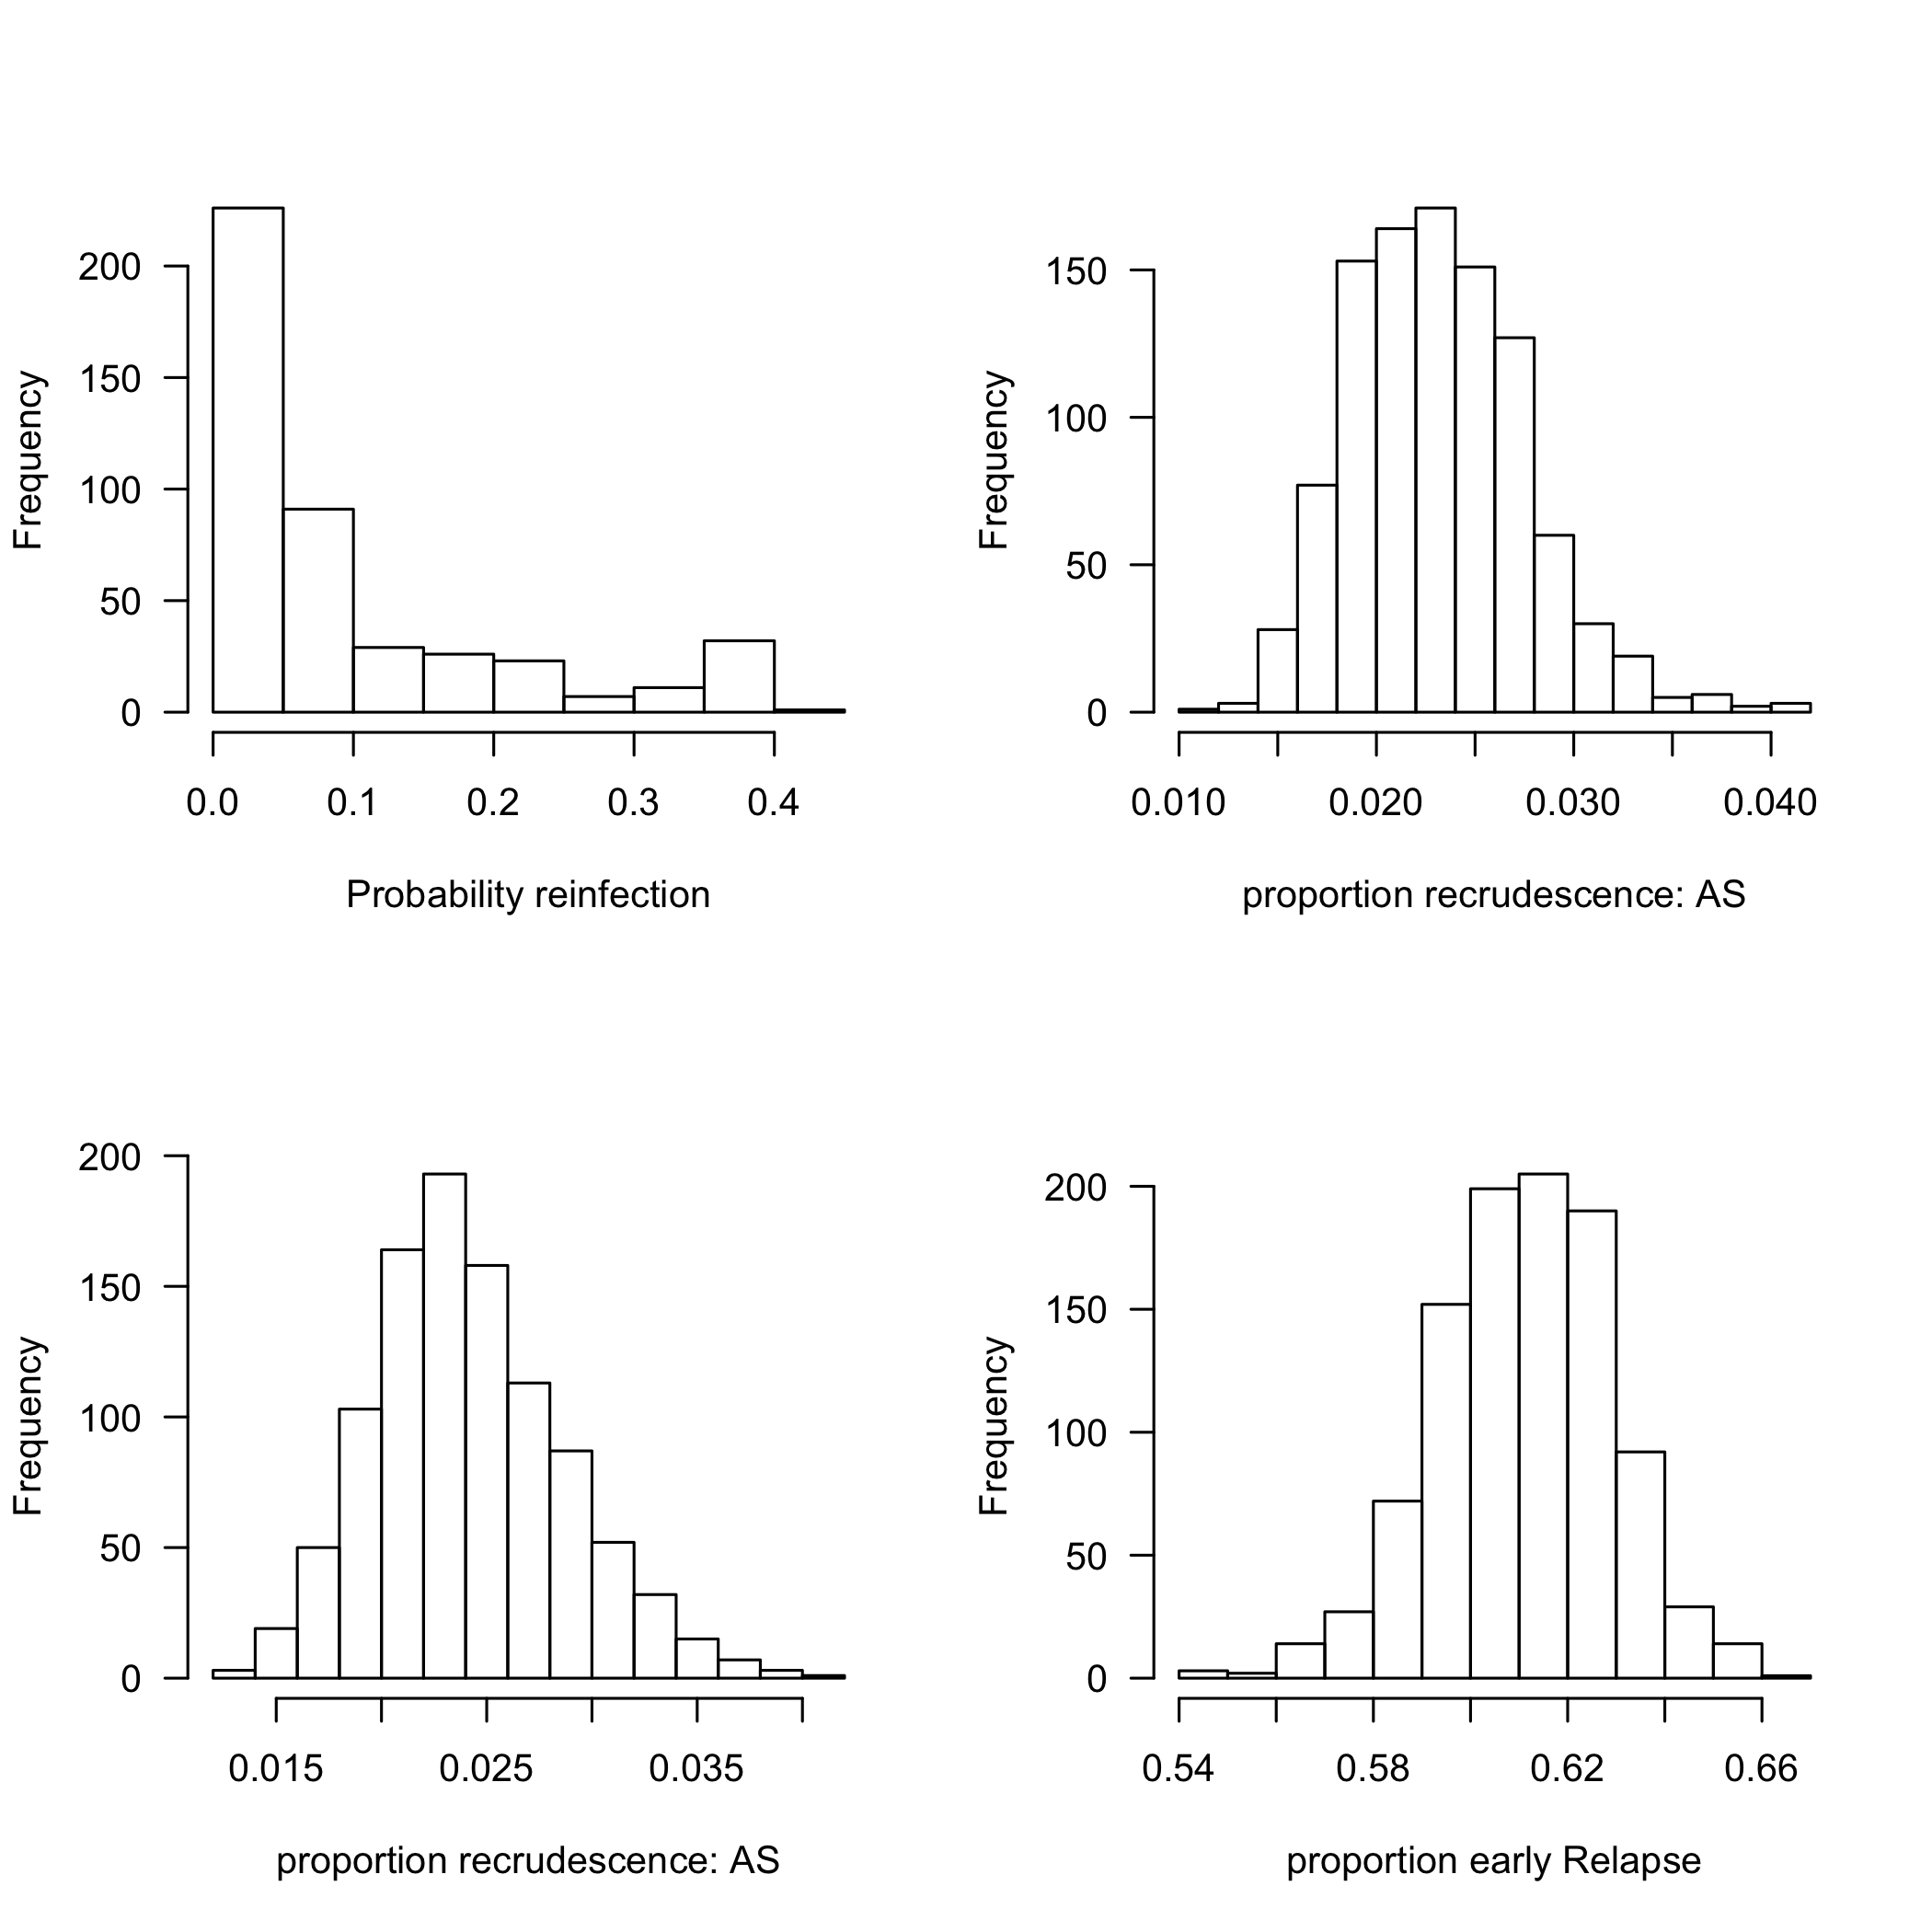 Frequency
200
150
100
50
0
0.0 0.1 0.2 0.3 0.4
Probability reinfection
Frequency
150
100
50
0
0.010 0.020 0.030 0.040
proportion recrudescence: AS
Frequency
200
150
100
50
0
0.015 0.025 0.035
proportion recrudescence: AS
Frequency
200
150
100
50
0
0.54 0.58 0.62 0.66
proportion early Relapse